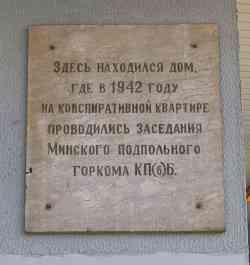 Здесь находился дом,
где в 1942 году
на конспиративной квартире
проводились заседания
Минского подпольного
горкома КП(б)Б.